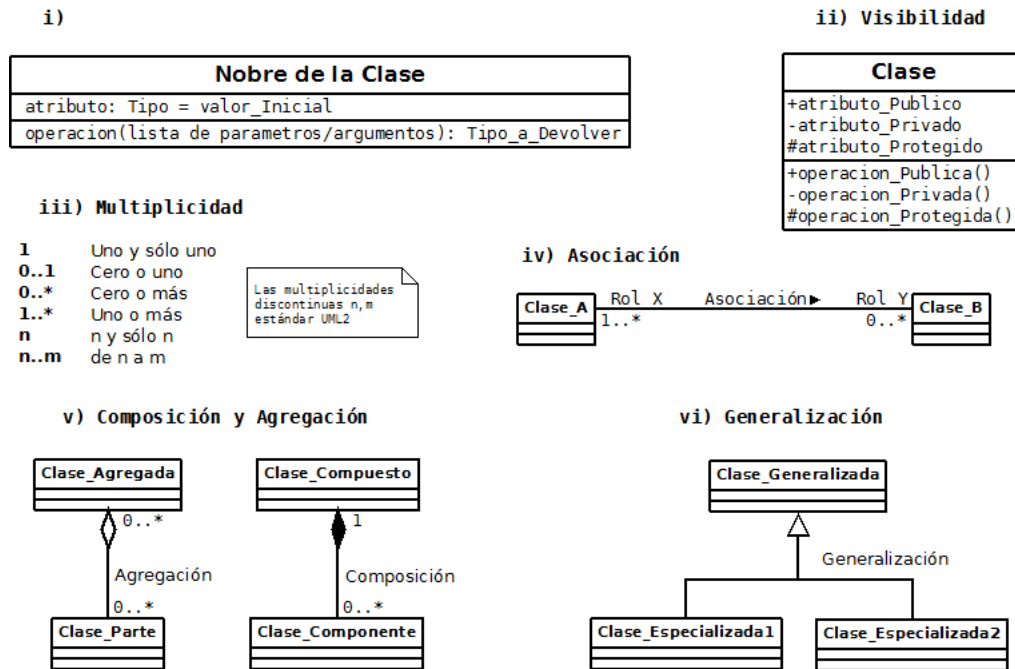 i)
Nobre de la Clase
atributo: Tipo = valor_Inicial
operacion(lista de parametros/argumentos): Tipo_a_Devolver
ii) Visibilidad
Clase
+atributo_Publico
-atributo_Privado
#atributo_Protegido
+operacion_Publica()
-operacion_Privada()
#operacion_Protegida()
iii) Multiplicidad
1 Uno y sólo uno
0..1 Cero o uno
0..* Cero o más
1..* Uno o más
n n y sólo n
n..m de n a m
Las multiplicidades
discontinuas n,m
estándar UML2
iv) Asociación
Clase_A
Rol X
Asociación
Rol Y
Clase_B
1..*
0..*
v) Composición y Agregación
Clase_Agregada
0..*
Agregación
0..*
Clase_Parte
Clase_Compuesto
1
Composición
0..*
Clase_Componente
vi) Generalización
Clase_Generalizada
Generalización
Clase_Especializada1
Clase_Especializada2